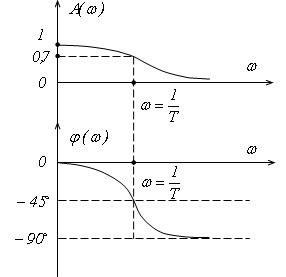 A(ω)
1
0,7
0
ω
ω = 1/T
φ(ω)
0
ω
ω = 1/T
−45°
−90°